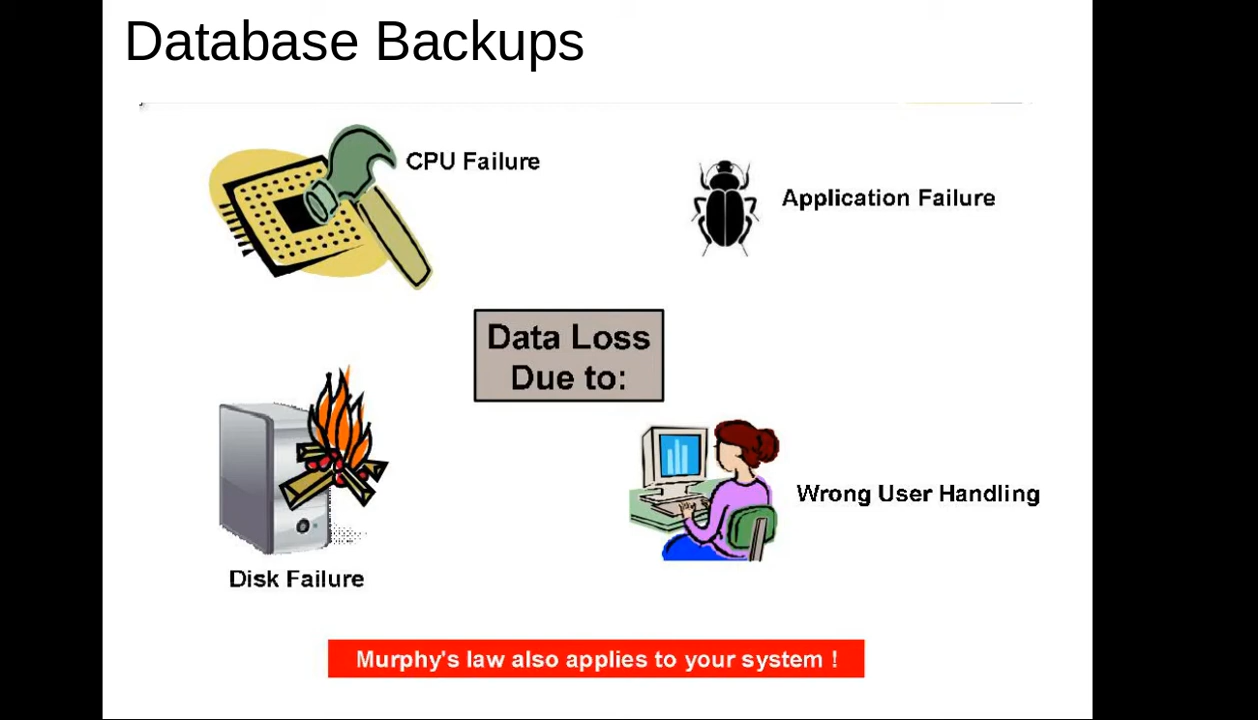 Database Backups
CPU Failure
Application Failure
Data Loss
Due to:
Wrong User Handling
Disk Failure
Murphy's law also applies to your system !